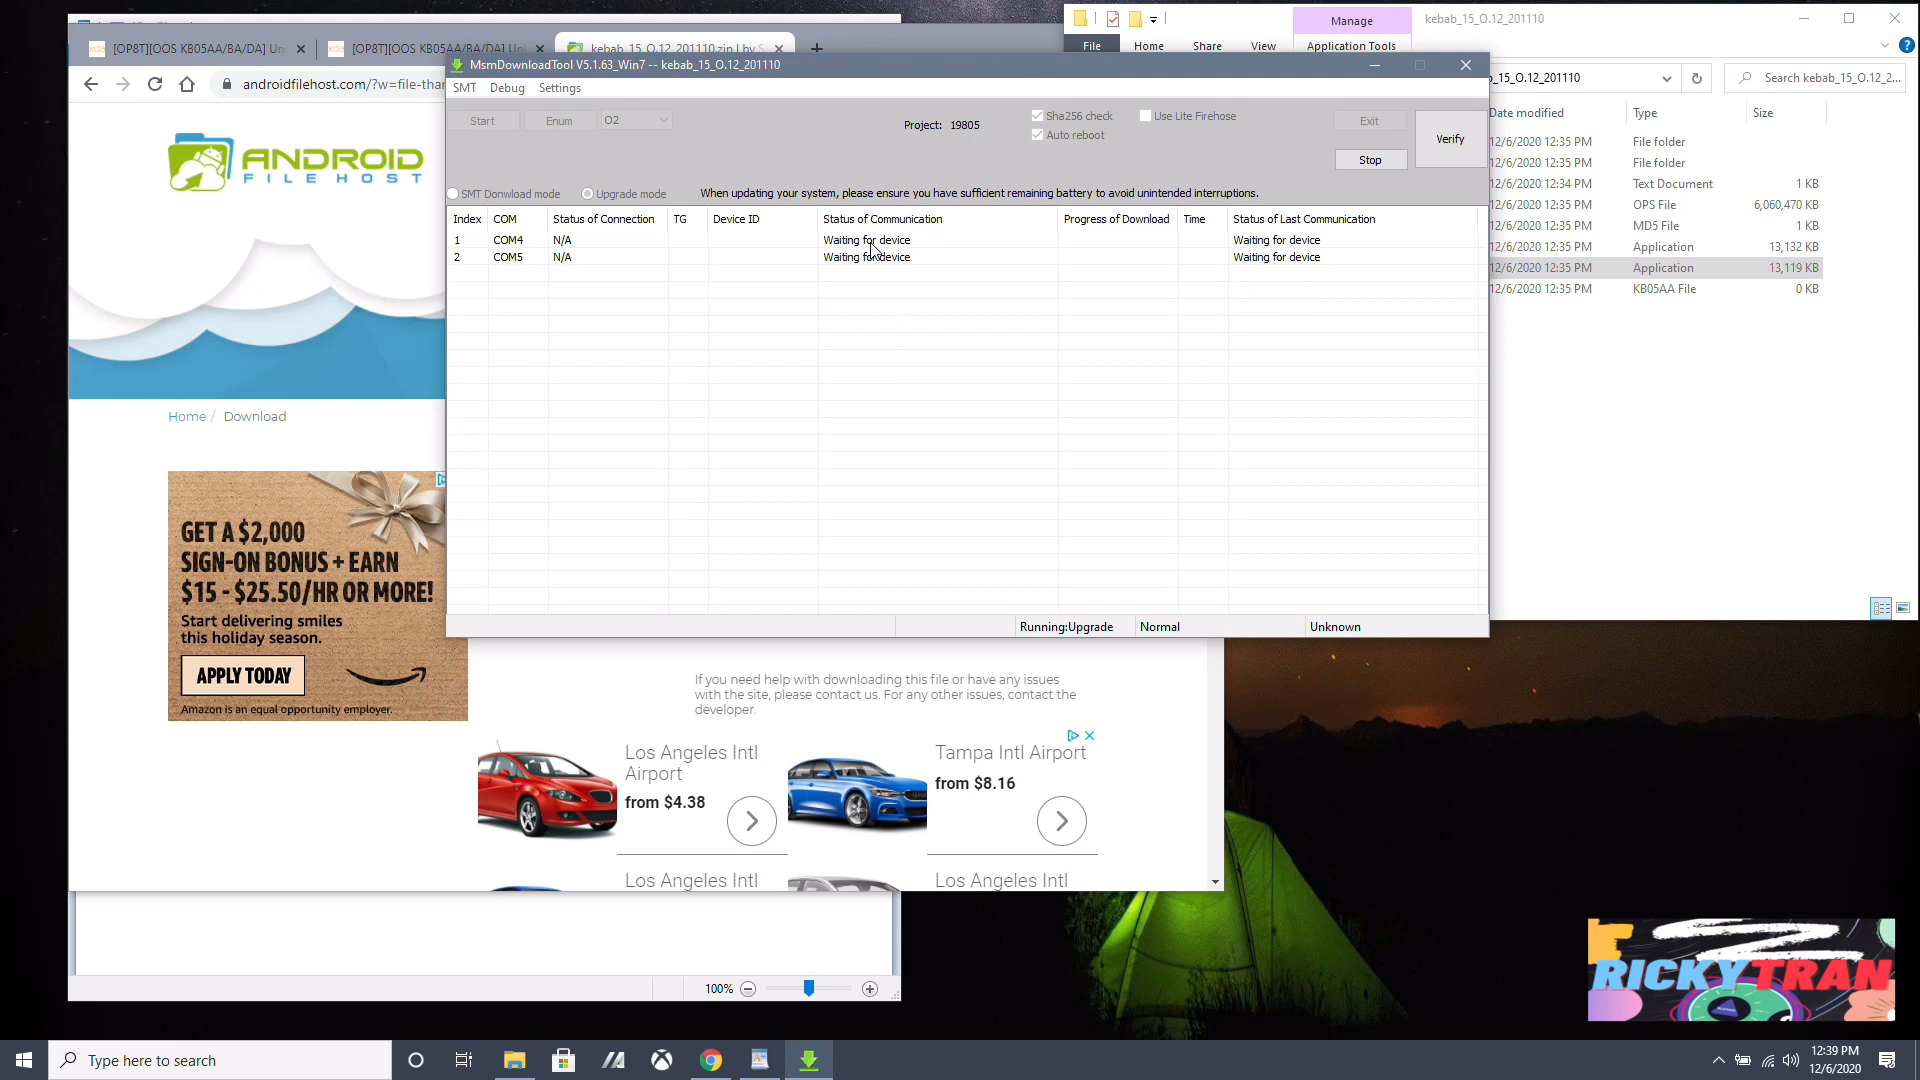 [OP8T][OOS KB05AA/BA/DA] Un
[OP8T][OOS KB05AA/BA/DA] Un
kebab_15_O.12_201110.zip | by S
androidfilehost.com/?w=file-than
Manage
kebab_15_O.12_201110
File
Home
Share
View
Application Tools
MsmDownloadTool V5.1.63_Win7 -- kebab_15_O.12_201110
SMT
Debug
Settings
Start
Enum
O2
Project: 19805
Sha256 check
Auto reboot
Use Lite Firehose
Exit
Stop
Verify
SMT Donwload mode
Upgrade mode
When updating your system, please ensure you have sufficient remaining battery to avoid unintended interruptions.
Index COM Status of Connection TG Device ID Status of Communication Progress of Download Time Status of Last Communication
1 COM4 N/A Waiting for device Waiting for device
2 COM5 N/A Waiting for device Waiting for device
Running:Upgrade
Normal
Unknown
b_15_O.12_201110
Search kebab_15_O.12_2...
Date modified Type Size
12/6/2020 12:35 PM File folder
12/6/2020 12:35 PM File folder
12/6/2020 12:34 PM Text Document 1 KB
12/6/2020 12:35 PM OPS File 6,060,470 KB
12/6/2020 12:35 PM MD5 File 1 KB
12/6/2020 12:35 PM Application 13,132 KB
12/6/2020 12:35 PM Application 13,119 KB
12/6/2020 12:35 PM KB05AA File 0 KB
ANDROID
FILE HOST
Home / Download
GET A $2,000
SIGN-ON BONUS + EARN
$15 - $25.50/HR OR MORE!
Start delivering smiles
this holiday season.
APPLY TODAY
Amazon is an equal opportunity employer.
If you need help with downloading this file or have any issues
with the site, please contact us. For any other issues, contact the
developer.
Los Angeles Intl
Airport
from $4.38
Tampa Intl Airport
from $8.16
Los Angeles Intl
Los Angeles Intl
100%
RICKYTRAN
Type here to search
12:39 PM
12/6/2020